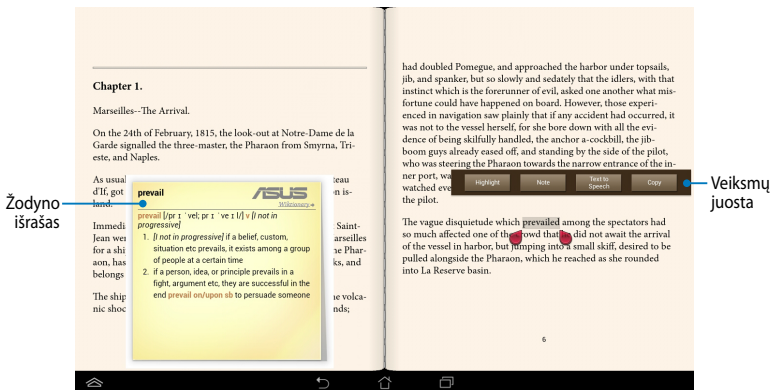 Chapter 1.
Marseilles--The Arrival.
On the 24th of February, 1815, the look-out at Notre-Dame de la
Garde signalled the three-master, the Pharaon from Smyrna, Tri-
este, and Naples.
As usual
teau
d'If, got
on is-
land.
Immedi
Saint-
Jean wer
arseilles
for a shi
he Phar-
aon, has
ks, and
belongs
The ship
he volca-
nic shoc
nds;
Žodyno
išrašas
prevail
ASUS
Wiktionary
prevail [/pr ɪ ˈ vel; pr ɪ ˈ ve ɪ l/] v [I not in
progressive]
1. [I not in progressive] if a belief, custom,
situation etc prevails, it exists among a group
of people at a certain time
2. if a person, idea, or principle prevails in a
fight, argument etc, they are successful in the
end prevail on/upon sb to persuade someone
had doubled Pomegue, and approached the harbor under topsails,
jib, and spanker, but so slowly and sedately that the idlers, with that
instinct which is the forerunner of evil, asked one another what mis-
fortune could have happened on board. However, those experi-
enced in navigation saw plainly that if any accident had occurred, it
was not to the vessel herself, for she bore down with all the evi-
dence of being skilfully handled, the anchor a-cockbill, the jib-
boom guys already eased off, and standing by the side of the pilot,
who was steering the Pharaon towards the narrow entrance of the in-
ner port, wa
watched eve
the pilot.
Highlight
Note
Text to
Speech
Copy
Veiksmų
juosta
The vague disquietude which prevailed among the spectators had
so much affected one of the crowd that he did not await the arrival
of the vessel in harbor, but jumping into a small skiff, desired to be
pulled alongside the Pharaon, which he reached as she rounded
into La Reserve basin.
6